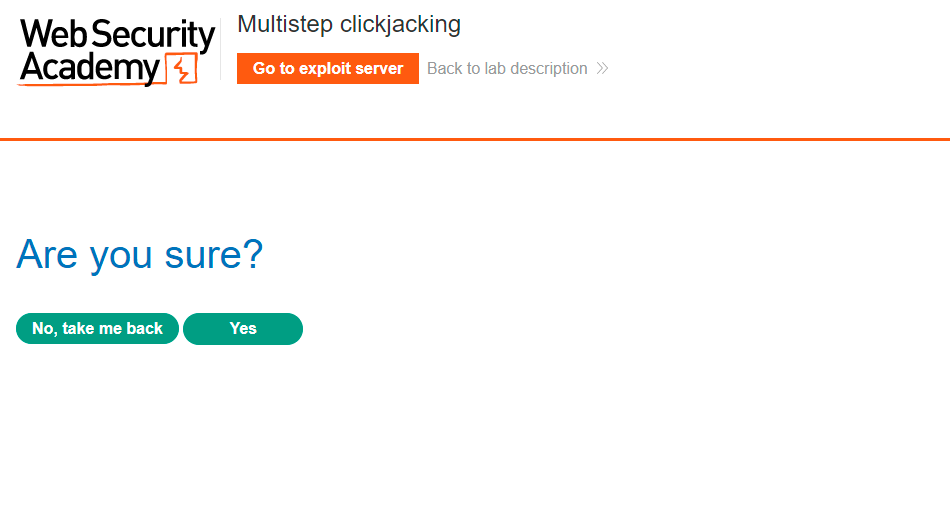 Web Security
Academy
Multistep clickjacking
Go to exploit server
Back to lab description
Are you sure?
No, take me back
Yes